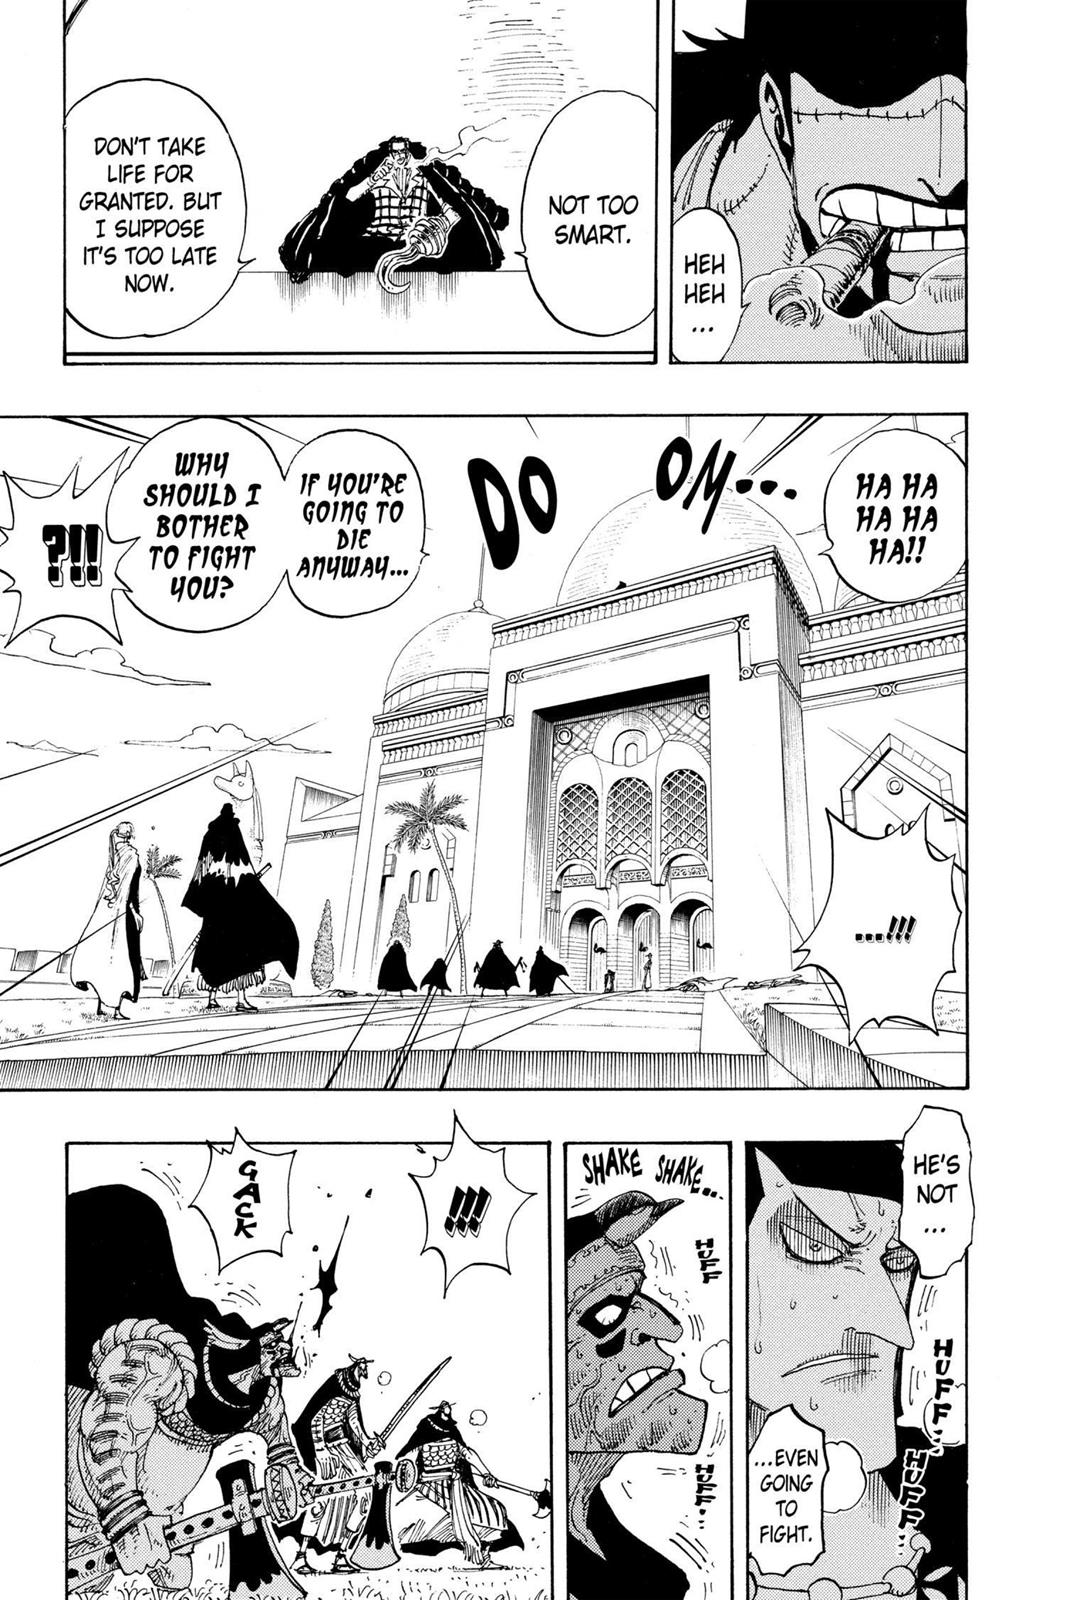 HEH
HEH
...
NOT TOO
SMART.
DON'T TAKE
LIFE FOR
GRANTED. BUT
I SUPPOSE
IT'S TOO LATE
NOW.
HA HA
HA HA
HA!!
DO OM...
IF YOU'RE
GOING TO
DIE
ANYWAY...
WHY
SHOULD I
BOTHER
TO FIGHT
YOU?
?!!
...!!!
HE'S
NOT
...
HUFF
HUFF...
...EVEN
GOING
TO
FIGHT.
SHAKE SHAKE...
HUFF
HUFF...
!!!
GACK